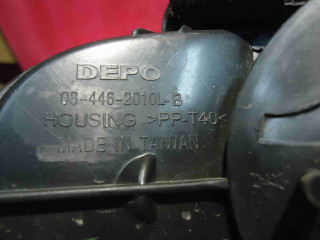 DEPO
08-446-2010L-B
HOUSING >PP-T40<
MADE IN TAIWAN